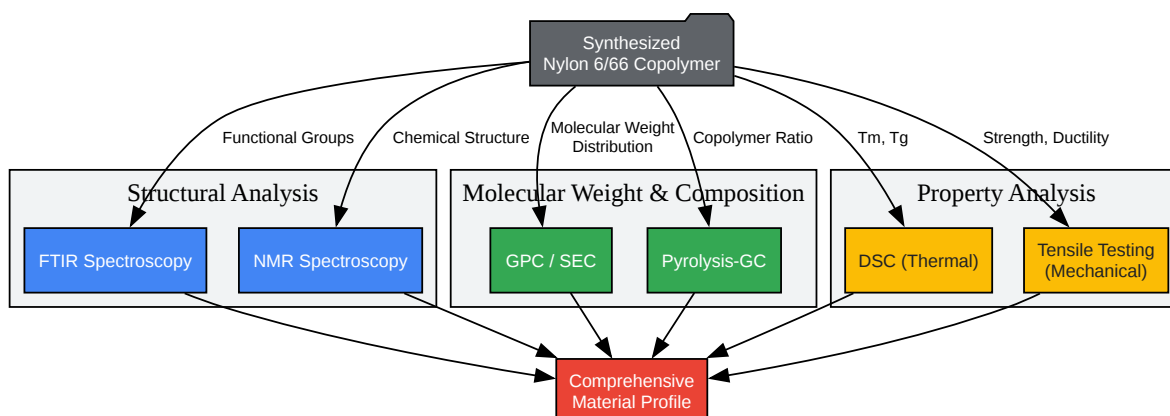 Synthesized
Nylon 6/66 Copolymer
Functional Groups
Chemical Structure
Molecular Weight
Distribution
Copolymer Ratio
Tm, Tg
Strength, Ductility
Structural Analysis
Molecular Weight & Composition
Property Analysis
FTIR Spectroscopy
NMR Spectroscopy
GPC / SEC
Pyrolysis-GC
DSC (Thermal)
Tensile Testing
(Mechanical)
Comprehensive
Material Profile